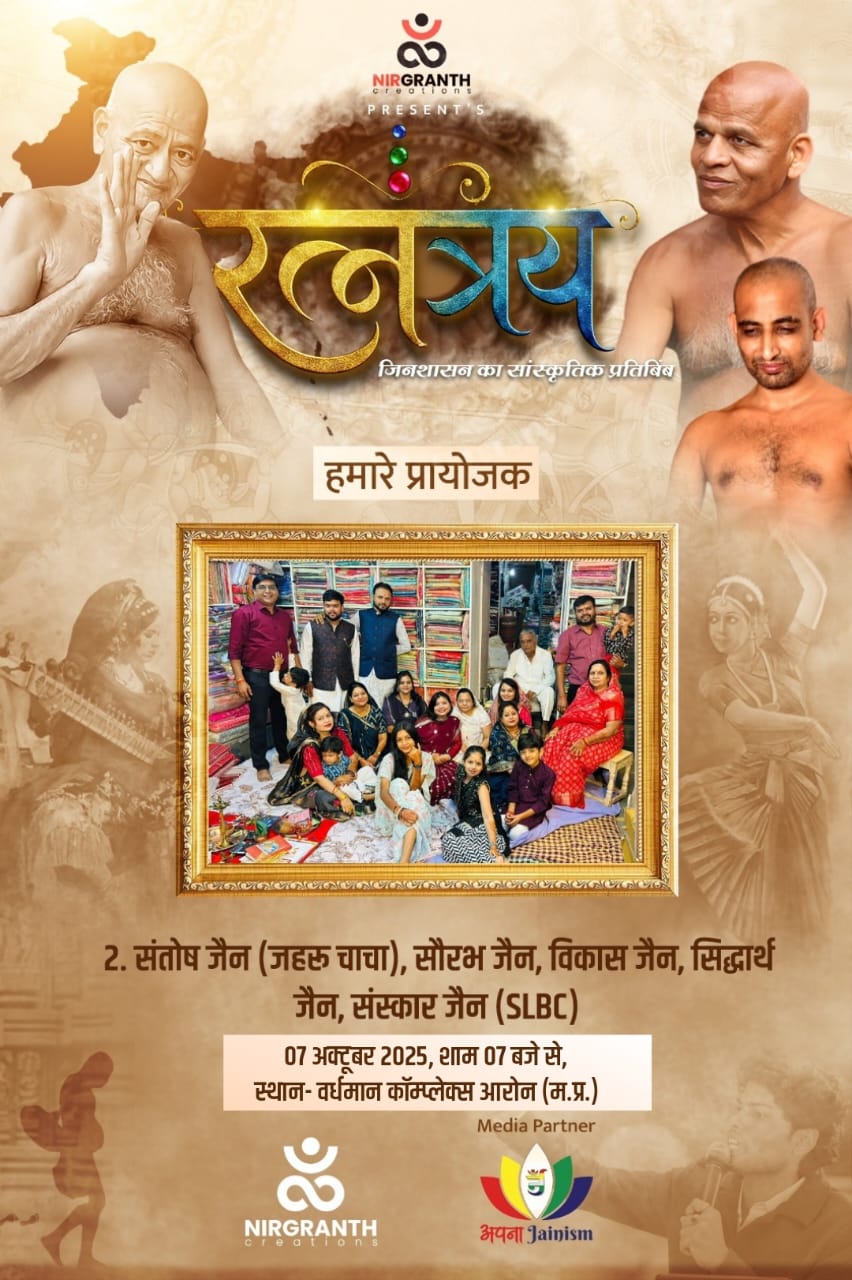 NIRGRANTH
creations
PRESENT'S
रत्नत्रय
जिनशासन का सांस्कृतिक प्रतिबिंब
हमारे प्रायोजक
2. संतोष जैन (जहरू चाचा), सौरभ जैन, विकास जैन, सिद्धार्थ
जैन, संस्कार जैन (SLBC)
07 अक्टूबर 2025, शाम 07 बजे से,
स्थान- वर्धमान कॉम्प्लेक्स आरोन (म.प्र.)
Media Partner
NIRGRANTH
creations
अपना Jainism